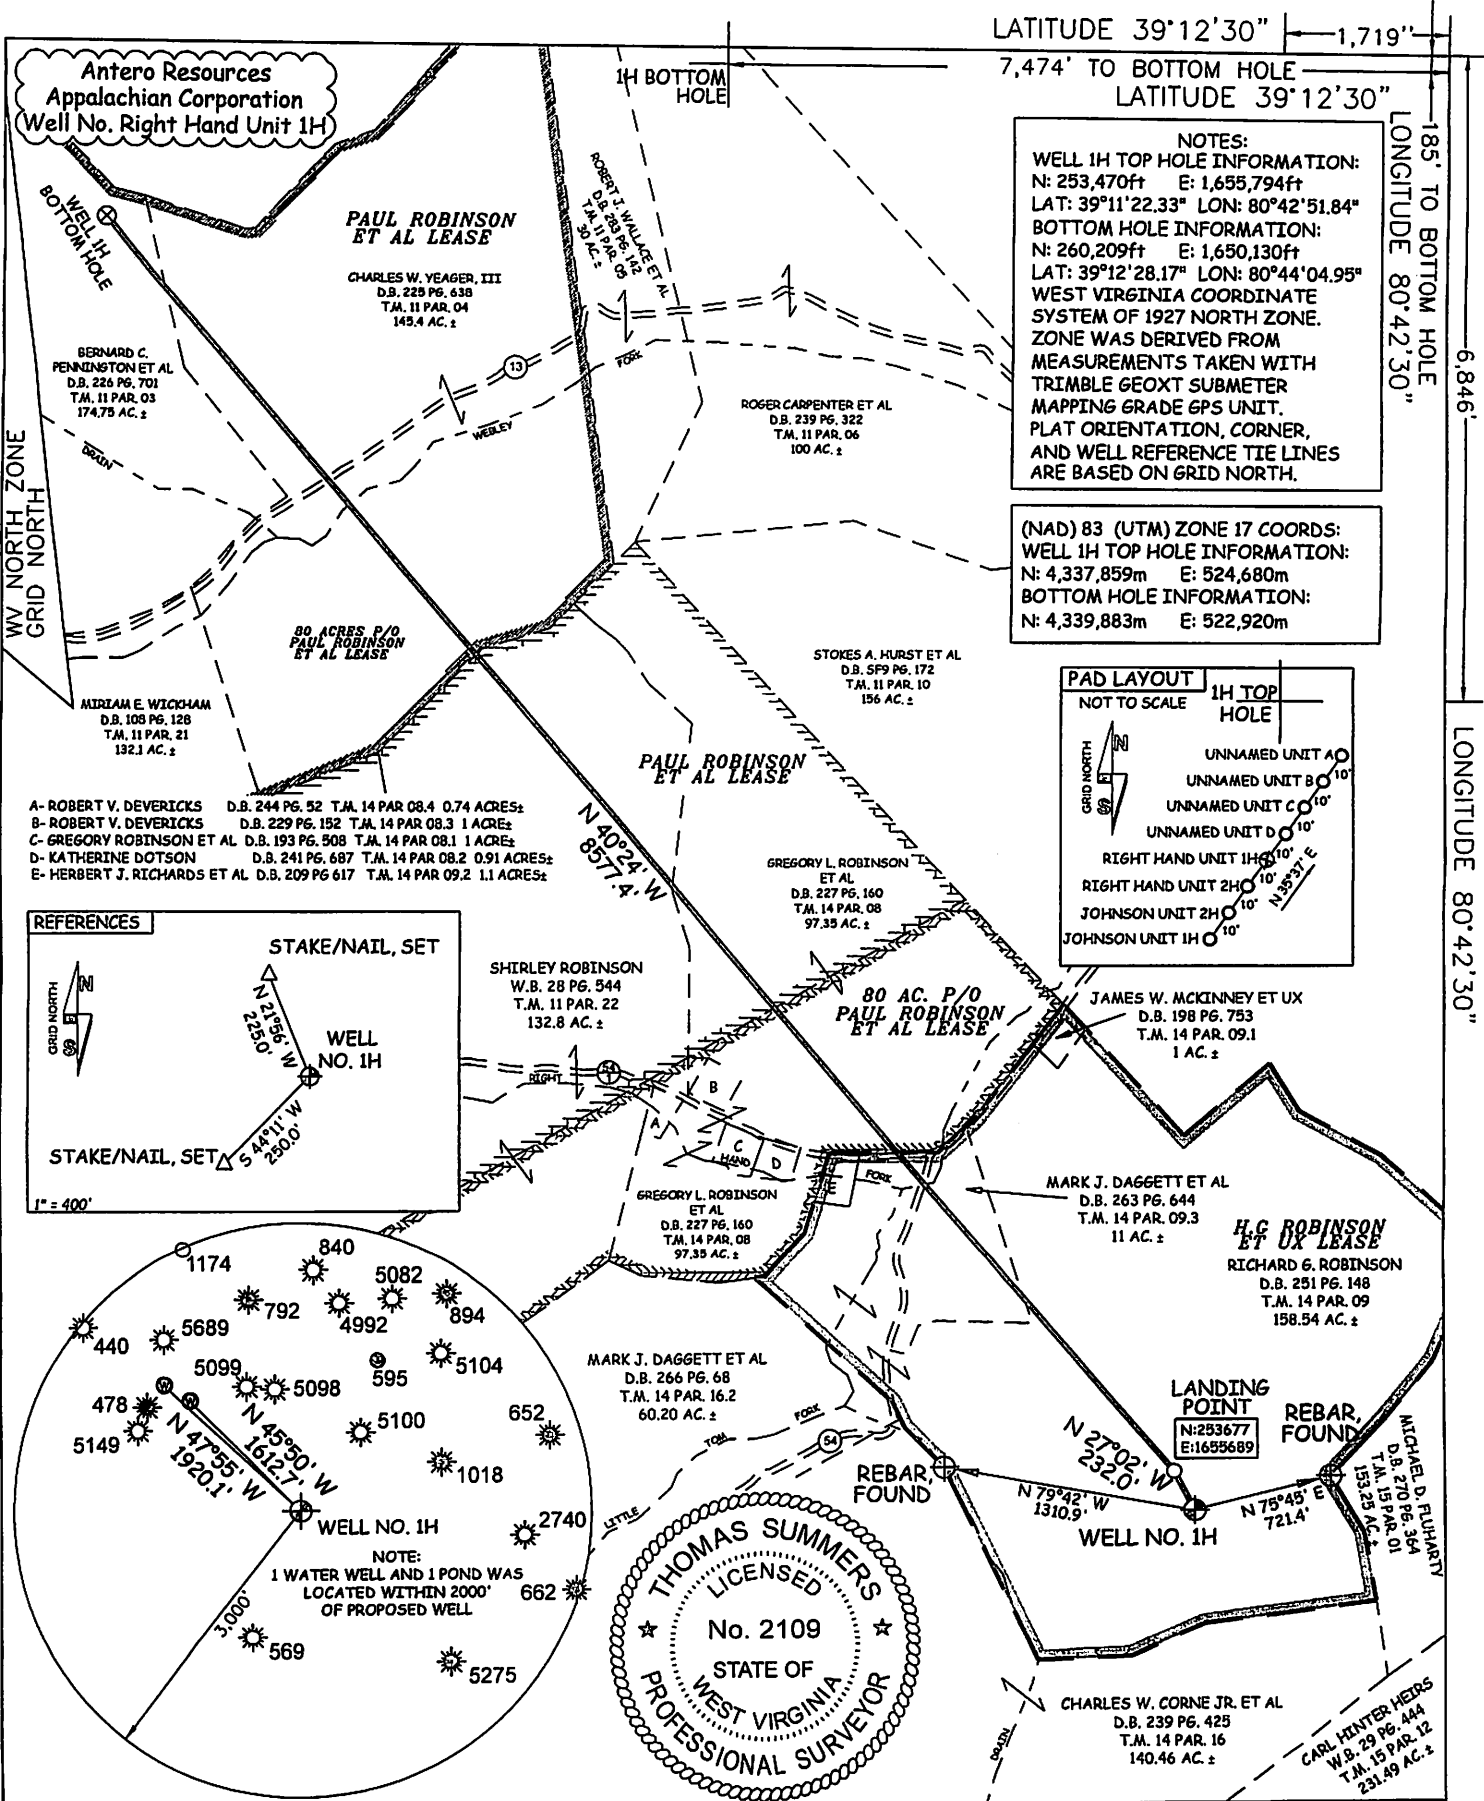 LATITUDE 39°12'30"
1,719"
7,474' TO BOTTOM HOLE
LATITUDE 39°12'30"
1H BOTTOM
HOLE
Antero Resources
Appalachian Corporation
Well No. Right Hand Unit 1H
185' TO BOTTOM HOLE
LONGITUDE 80°42'30"
6,846'
LONGITUDE 80°42'30"
NOTES:
WELL 1H TOP HOLE INFORMATION:
N: 253,470ft E: 1,655,794ft
LAT: 39°11'22.33" LON: 80°42'51.84"
BOTTOM HOLE INFORMATION:
N: 260,209ft E: 1,650,130ft
LAT: 39°12'28.17" LON: 80°44'04.95"
WEST VIRGINIA COORDINATE
SYSTEM OF 1927 NORTH ZONE.
ZONE WAS DERIVED FROM
MEASUREMENTS TAKEN WITH
TRIMBLE GEOXT SUBMETER
MAPPING GRADE GPS UNIT.
PLAT ORIENTATION, CORNER,
AND WELL REFERENCE TIE LINES
ARE BASED ON GRID NORTH.
(NAD) 83 (UTM) ZONE 17 COORDS:
WELL 1H TOP HOLE INFORMATION:
N: 4,337,859m E: 524,680m
BOTTOM HOLE INFORMATION:
N: 4,339,883m E: 522,920m
WELL 1H
BOTTOM HOLE
PAUL ROBINSON
ET AL LEASE
CHARLES W. YEAGER, III
D.B. 225 PG. 638
T.M. 11 PAR. 04
145.4 AC. ±
ROBERT J. WALLACE ET AL
D.B. 283 PG. 142
T.M. 11 PAR. 05
30 AC. ±
BERNARD C.
PENNINGTON ET AL
D.B. 226 PG. 701
T.M. 11 PAR. 03
174.75 AC. ±
13
FORK
WEBLEY
DRAIN
ROGER CARPENTER ET AL
D.B. 239 PG. 322
T.M. 11 PAR. 06
100 AC. ±
WV NORTH ZONE
GRID NORTH
80 ACRES P/O
PAUL ROBINSON
ET AL LEASE
MIRIAM E. WICKHAM
D.B. 108 PG. 128
T.M. 11 PAR. 21
132.1 AC. ±
STOKES A. HURST ET AL
D.B. SF9 PG. 172
T.M. 11 PAR. 10
156 AC. ±
PAUL ROBINSON
ET AL LEASE
N 40°24' W
8577.4'
PAD LAYOUT
NOT TO SCALE
1H TOP
HOLE
GRID NORTH
N
UNNAMED UNIT A
10'
UNNAMED UNIT B
10'
UNNAMED UNIT C
10'
UNNAMED UNIT D
10'
RIGHT HAND UNIT 1H
10'
RIGHT HAND UNIT 2H
10'
JOHNSON UNIT 2H
10'
JOHNSON UNIT 1H
N 35°37' E
A- ROBERT V. DEVERICKS D.B. 244 PG. 52 T.M. 14 PAR 08.4 0.74 ACRES±
B- ROBERT V. DEVERICKS D.B. 229 PG. 152 T.M. 14 PAR 08.3 1 ACRE±
C- GREGORY ROBINSON ET AL D.B. 193 PG. 508 T.M. 14 PAR 08.1 1 ACRE±
D- KATHERINE DOTSON D.B. 241 PG. 687 T.M. 14 PAR 08.2 0.91 ACRES±
E- HERBERT J. RICHARDS ET AL D.B. 209 PG 617 T.M. 14 PAR 09.2 1.1 ACRES±
GREGORY L. ROBINSON
ET AL
D.B. 227 PG. 160
T.M. 14 PAR. 08
97.35 AC. ±
REFERENCES
STAKE/NAIL, SET
GRID NORTH
N
N 21°56' W
225.0'
WELL
NO. 1H
S 44°11' W
250.0'
STAKE/NAIL, SET
1" = 400'
SHIRLEY ROBINSON
W.B. 28 PG. 544
T.M. 11 PAR. 22
132.8 AC. ±
80 AC. P/O
PAUL ROBINSON
ET AL LEASE
JAMES W. MCKINNEY ET UX
D.B. 198 PG. 753
T.M. 14 PAR. 09.1
1 AC. ±
54
1
RIGHT
B
A
C
HAND
D
E
FORK
GREGORY L. ROBINSON
ET AL
D.B. 227 PG. 160
T.M. 14 PAR. 08
97.35 AC. ±
MARK J. DAGGETT ET AL
D.B. 263 PG. 644
T.M. 14 PAR. 09.3
11 AC. ±
H.G ROBINSON
ET UX LEASE
RICHARD G. ROBINSON
D.B. 251 PG. 148
T.M. 14 PAR. 09
158.54 AC. ±
1174
840
5082
792
4992
894
440
5689
5099
5098
595
5104
478
5149
5100
652
1018
N 45°50' W
1612.7'
N 47°55' W
1920.1'
WELL NO. 1H
2740
NOTE:
1 WATER WELL AND 1 POND WAS
LOCATED WITHIN 2000'
OF PROPOSED WELL
662
3,000'
569
5275
MARK J. DAGGETT ET AL
D.B. 266 PG. 68
T.M. 14 PAR. 16.2
60.20 AC. ±
FORK
TOM
LITTLE
54
LANDING
POINT
N:253677
E:1655689
REBAR,
FOUND
REBAR,
FOUND
N 27°02' W
232.0'
N 79°42' W
1310.9'
WELL NO. 1H
N 75°45' E
721.4'
MICHAEL D. FLUHARTY
D.B. 270 PG. 364
T.M. 15 PAR. 01
153.25 AC. ±
THOMAS SUMMERS
LICENSED
No. 2109
STATE OF
WEST VIRGINIA
PROFESSIONAL SURVEYOR
DRAIN
CHARLES W. CORNE JR. ET AL
D.B. 239 PG. 425
T.M. 14 PAR. 16
140.46 AC. ±
CARL HINTER HEIRS
W.B. 29 PG. 444
T.M. 15 PAR. 12
231.49 AC. ±